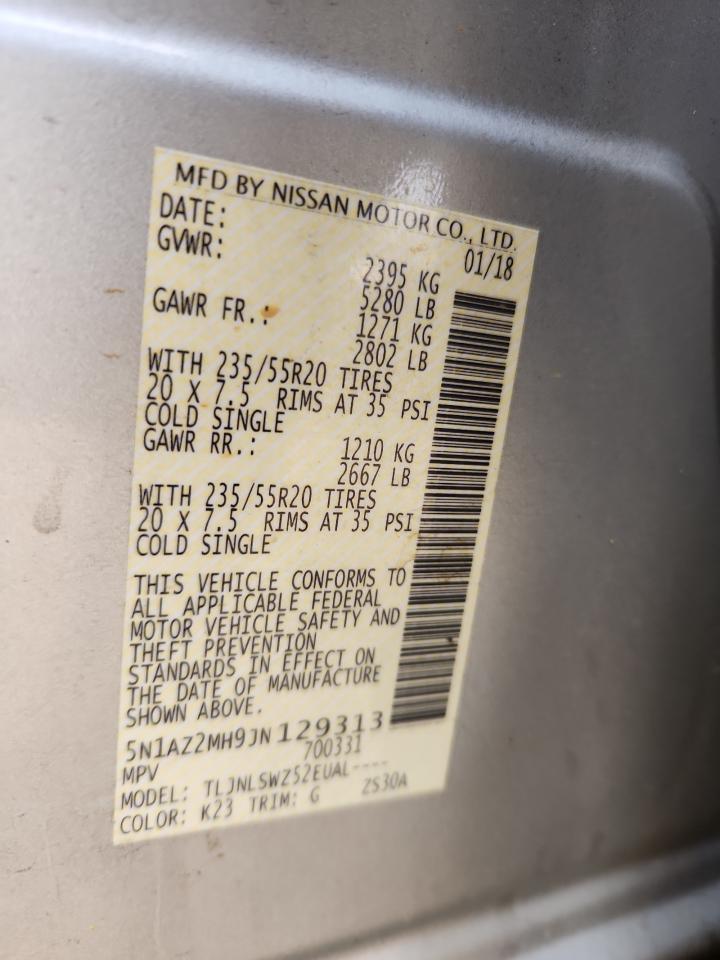 MFD BY NISSAN MOTOR CO., LTD.
DATE: 01/18
GVWR: 2395 KG
5280 LB
GAWR FR.: 1271 KG
2802 LB
WITH 235/55R20 TIRES
20 X 7.5 RIMS AT 35 PSI
COLD SINGLE
GAWR RR.: 1210 KG
2667 LB
WITH 235/55R20 TIRES
20 X 7.5 RIMS AT 35 PSI
COLD SINGLE
THIS VEHICLE CONFORMS TO
ALL APPLICABLE FEDERAL
MOTOR VEHICLE SAFETY AND
THEFT PREVENTION
STANDARDS IN EFFECT ON
THE DATE OF MANUFACTURE
SHOWN ABOVE.
5N1AZ2MH9JN129313
700331
MPV
MODEL: TLJNLSWZ52EUAL----
COLOR: K23 TRIM: G ZS30A